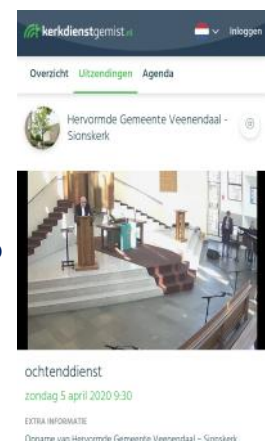 kerkdienstgemist.nl
Inloggen
Overzicht Uitzendingen Agenda
Hervormde Gemeente Veenendaal -
Sionskerk
ochtenddienst
zondag 5 april 2020 9:30
EXTRA INFORMATIE
Opname van Hervormde Gemeente Veenendaal - Sionskerk